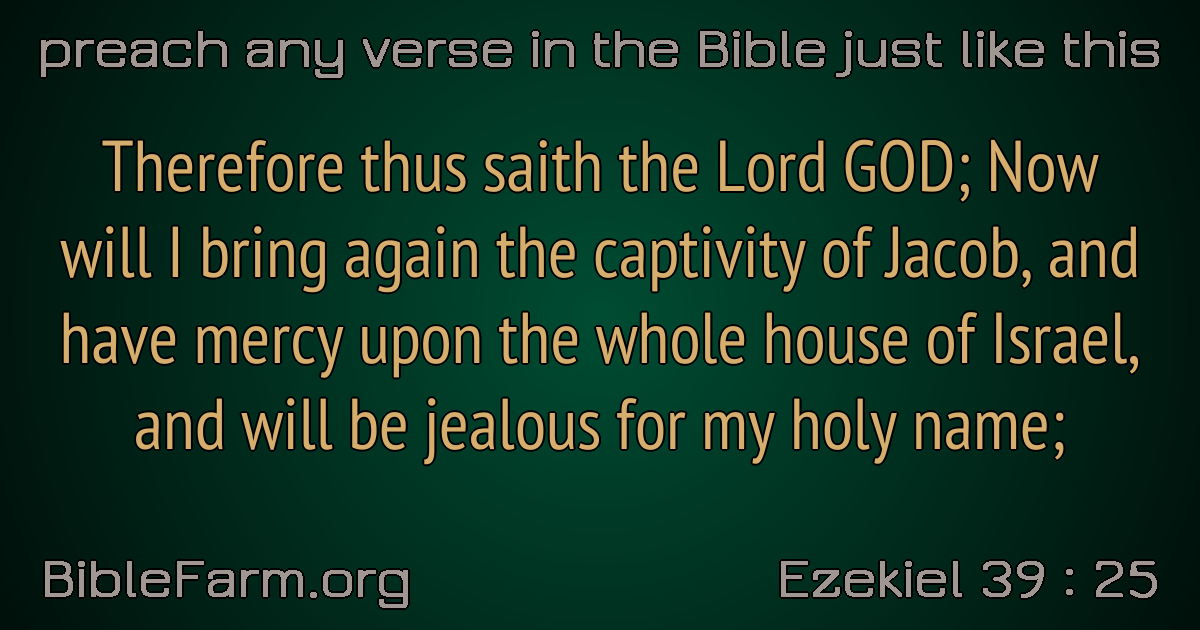 preach any verse in the Bible just like this
Therefore thus saith the Lord GOD; Now
will I bring again the captivity of Jacob, and
have mercy upon the whole house of Israel,
and will be jealous for my holy name;
BibleFarm.org
Ezekiel 39 : 25